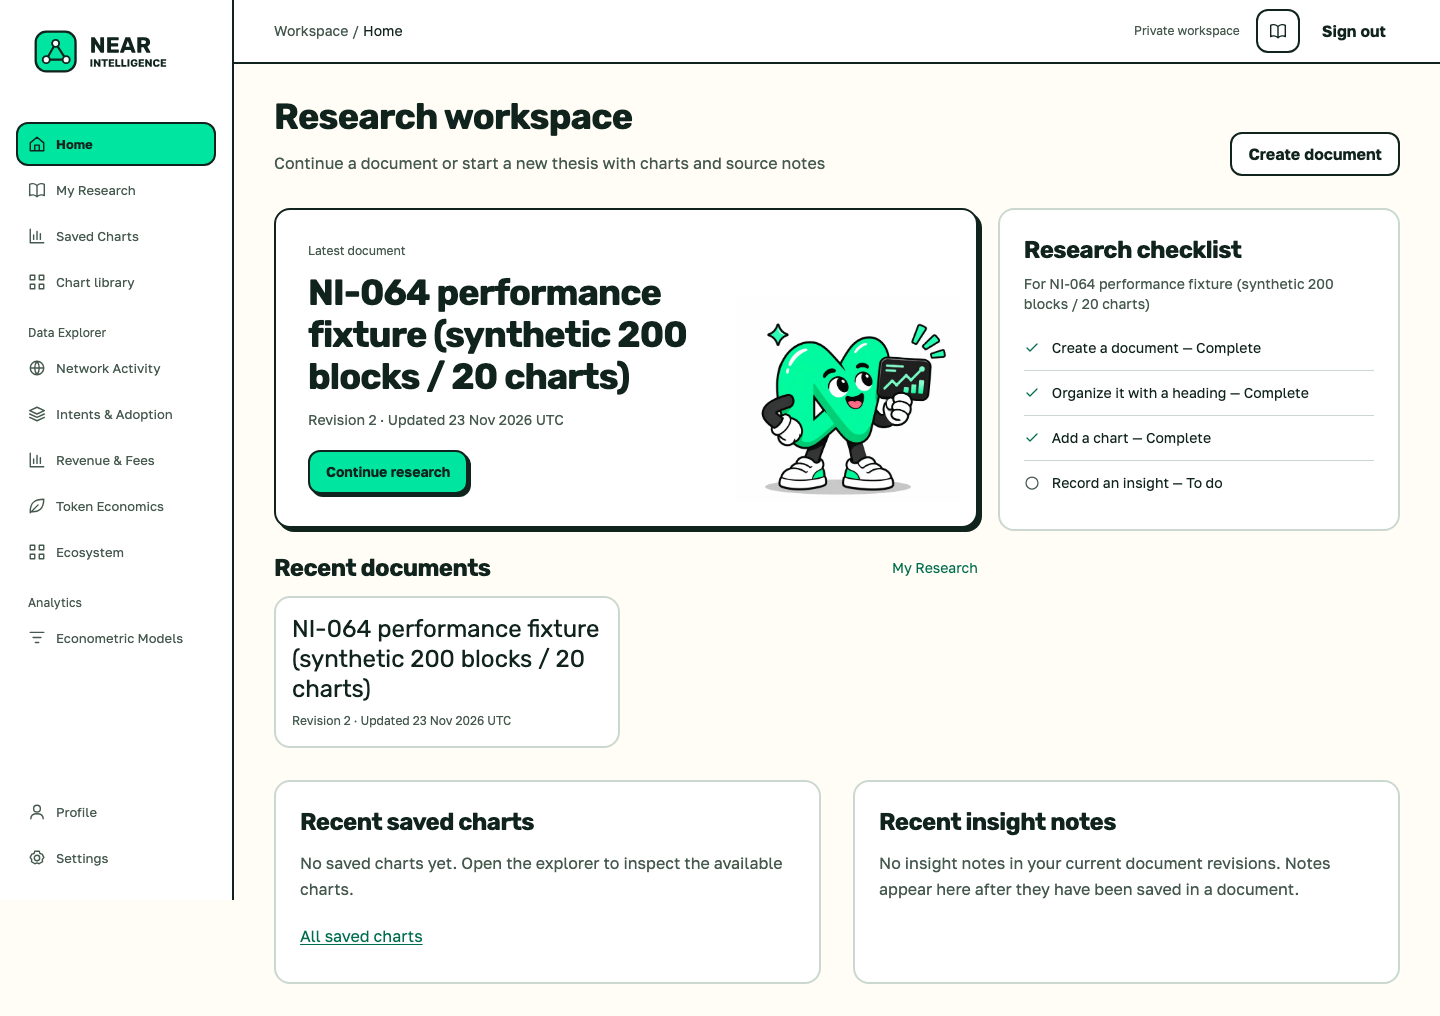 NEAR
INTELLIGENCE
Home
My Research
Saved Charts
Chart library
Data Explorer
Network Activity
Intents & Adoption
Revenue & Fees
Token Economics
Ecosystem
Analytics
Econometric Models
Profile
Settings
Workspace / Home
Private workspace
Sign out
Research workspace
Continue a document or start a new thesis with charts and source notes
Create document
Latest document
NI-064 performance
fixture (synthetic 200
blocks / 20 charts)
Revision 2 · Updated 23 Nov 2026 UTC
Continue research
Research checklist
For NI-064 performance fixture (synthetic 200
blocks / 20 charts)
Create a document — Complete
Organize it with a heading — Complete
Add a chart — Complete
Record an insight — To do
Recent documents
My Research
NI-064 performance fixture
(synthetic 200 blocks / 20
charts)
Revision 2 · Updated 23 Nov 2026 UTC
Recent saved charts
No saved charts yet. Open the explorer to inspect the available
charts.
All saved charts
Recent insight notes
No insight notes in your current document revisions. Notes
appear here after they have been saved in a document.